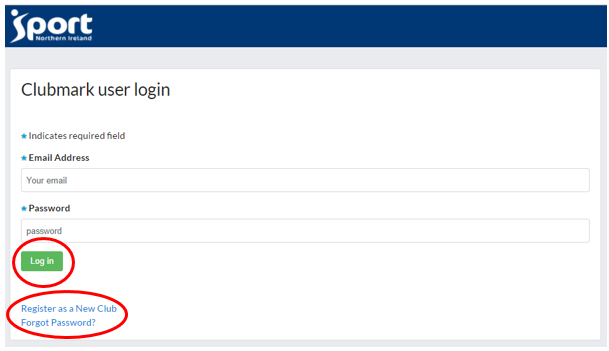 sport
Northern Ireland
Clubmark user login
★ Indicates required field
★ Email Address
Your email
★ Password
password
Log in
Register as a New Club
Forgot Password?